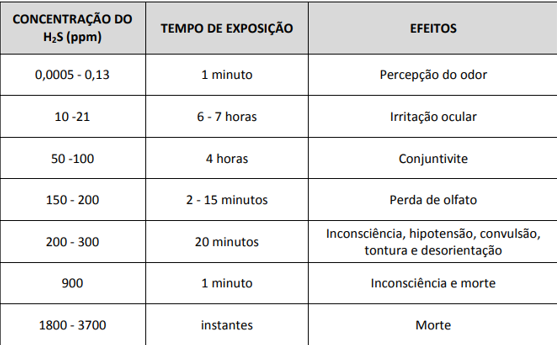 CONCENTRAÇÃO DO
H₂S (ppm)
TEMPO DE EXPOSIÇÃO
EFEITOS
0,0005 - 0,13
1 minuto
Percepção do odor
10 -21
6 - 7 horas
Irritação ocular
50 -100
4 horas
Conjuntivite
150 - 200
2 - 15 minutos
Perda de olfato
200 - 300
20 minutos
Inconsciência, hipotensão, convulsão,
tontura e desorientação
900
1 minuto
Inconsciência e morte
1800 - 3700
instantes
Morte